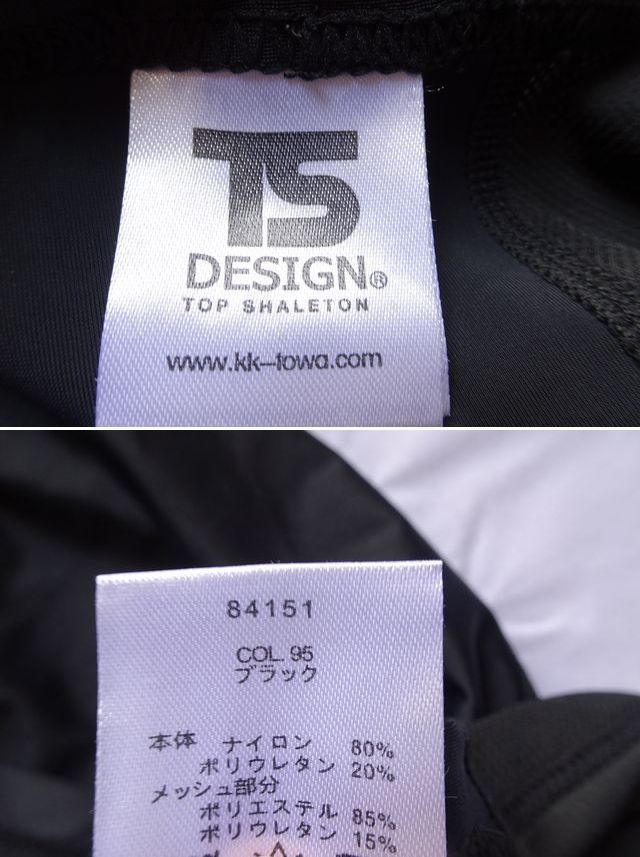 TS
DESIGN®
TOP SHALETON
www.kk-towa.com
84151
COL. 95
ブラック
本体 ナイロン 80%
ポリウレタン 20%
メッシュ部分
ポリエステル 85%
ポリウレタン 15%